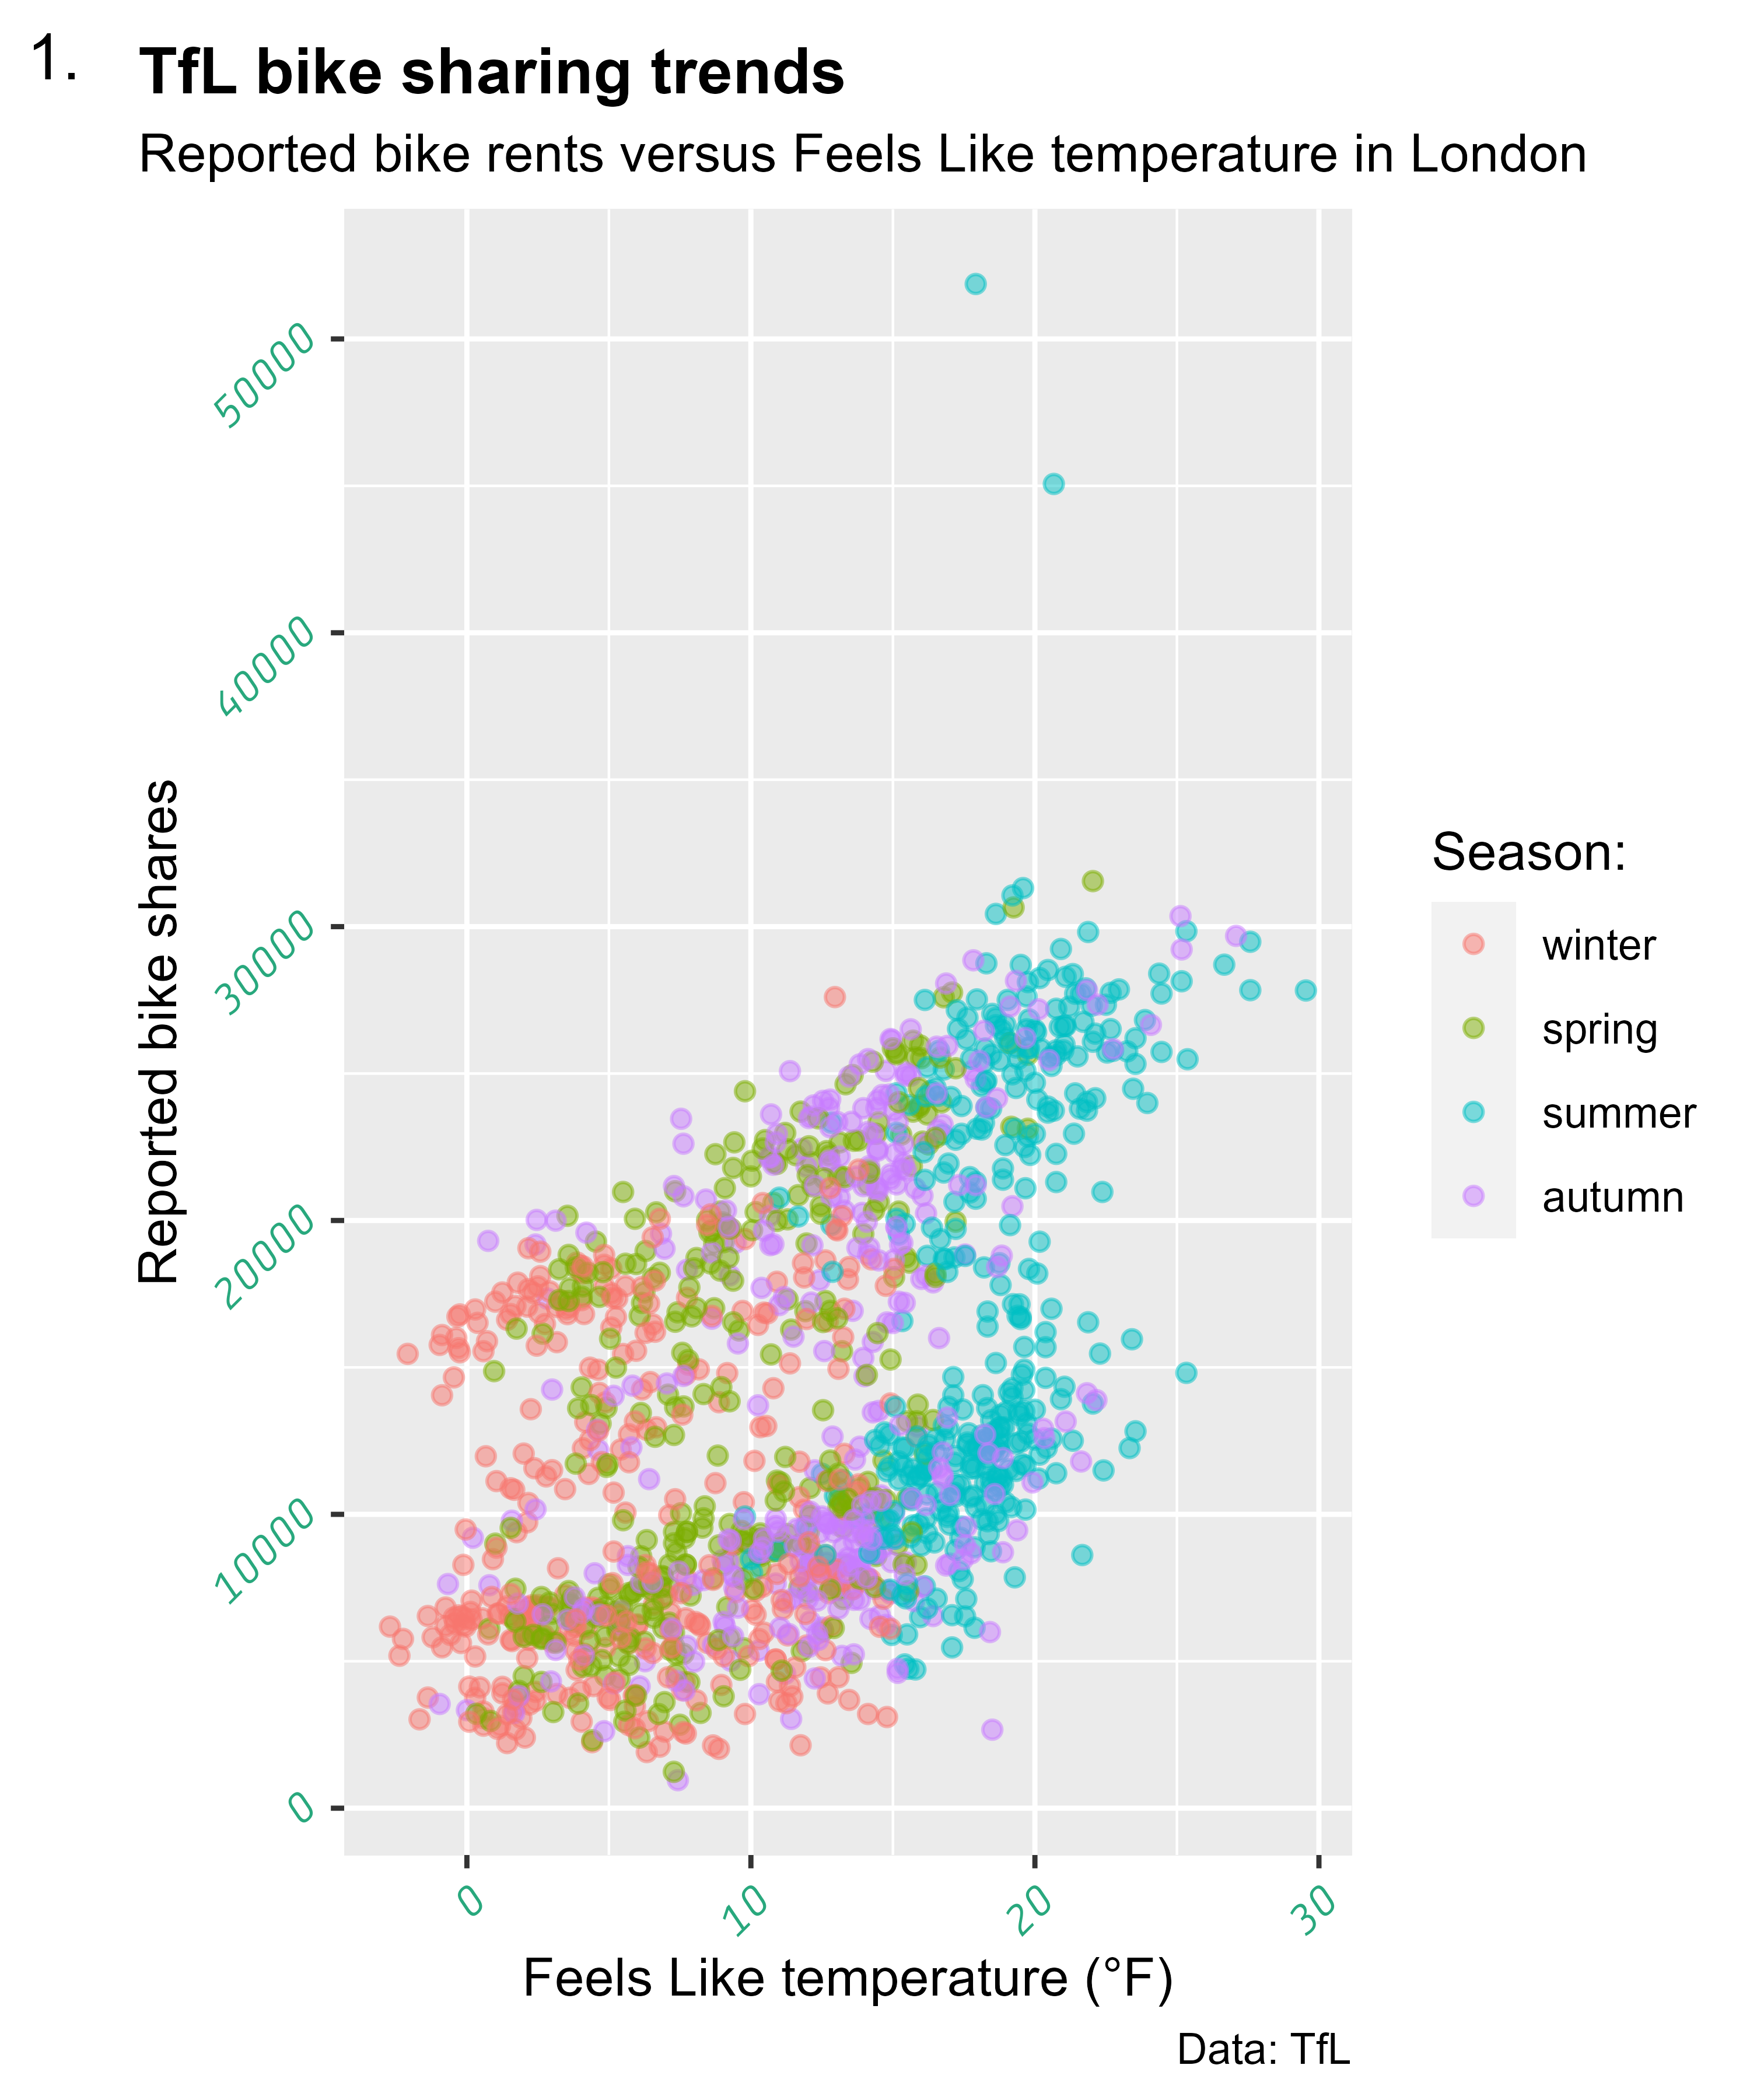 1.
TfL bike sharing trends
Reported bike rents versus Feels Like temperature in London
Reported bike shares
50000
40000
30000
20000
10000
0
0
10
20
30
Feels Like temperature (°F)
Season:
winter
spring
summer
autumn
Data: TfL